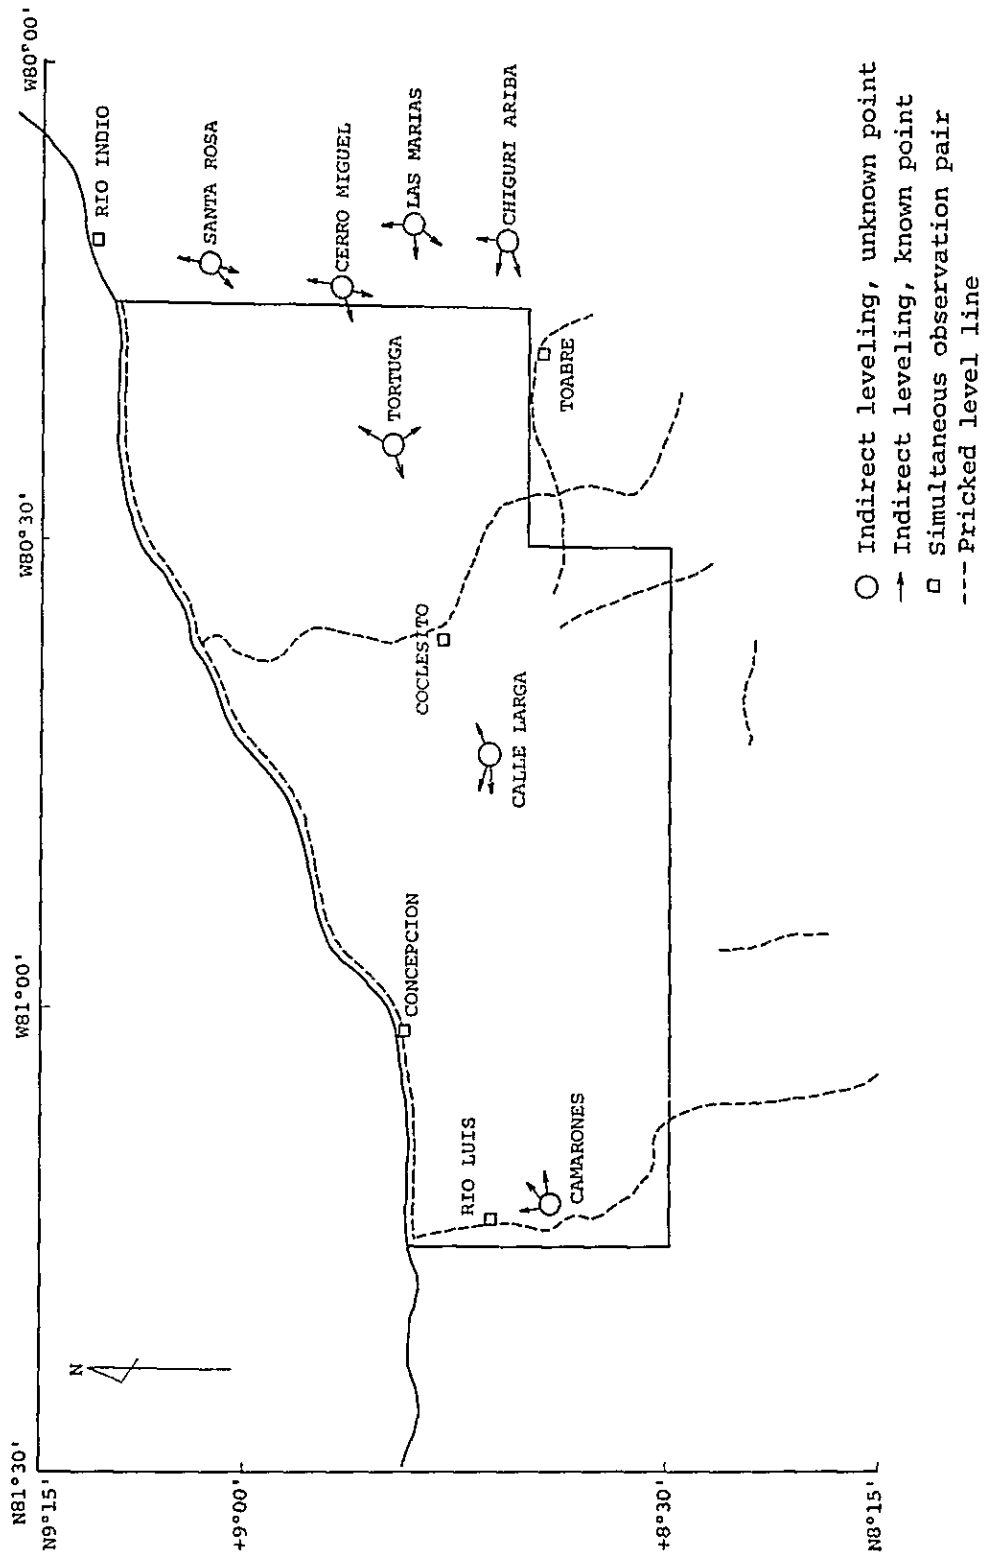 N81°30'
W81°00'
W80°30'
W80°00'
N9°15'
+9°00'
+8°30'
N8°15'
N
RIO INDIO
SANTA ROSA
CERRO MIGUEL
LAS MARIAS
CHIGURI ARIBA
TORTUGA
TOABRE
COCLESITO
CALLE LARGA
CONCEPCION
RIO LUIS
CAMARONES
Indirect leveling, unknown point
Indirect leveling, known point
Simultaneous observation pair
Pricked level line